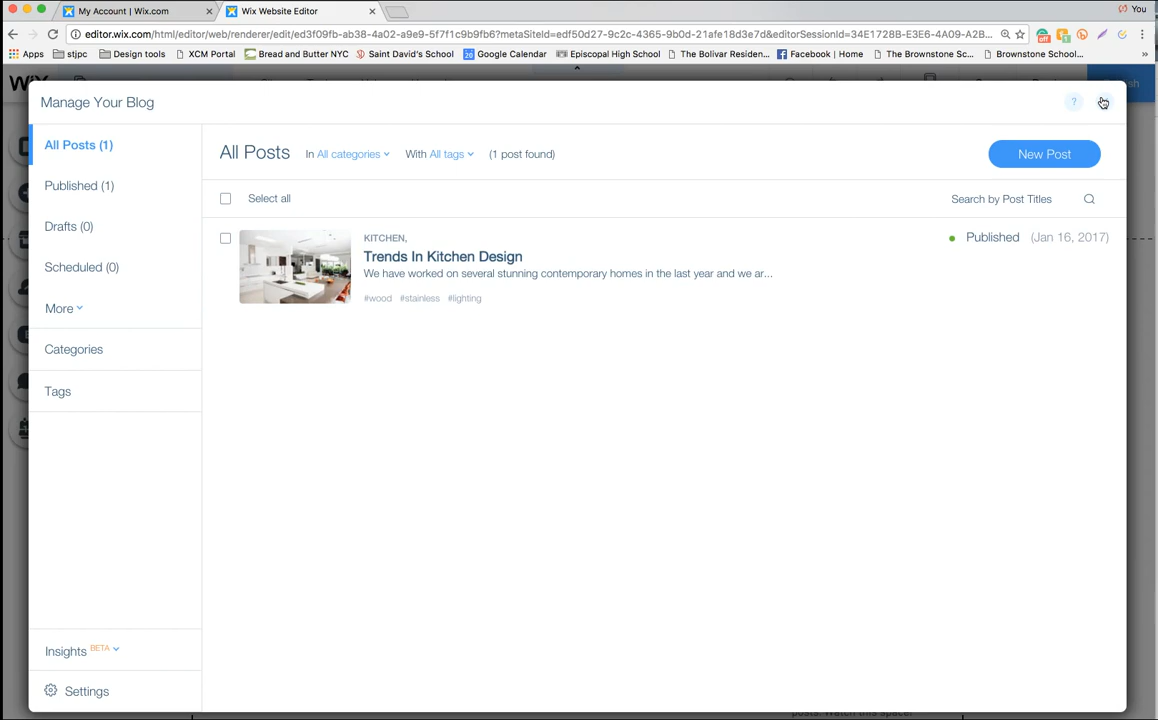 My Account | Wix.com
Wix Website Editor
You
editor.wix.com/html/editor/web/renderer/edit/ed3f09fb-ab38-4a02-a9e9-5f7f1c9b9fb6?metaSiteId=edf50d27-9c2c-4365-9b0d-21afe18d3e7d&editorSessionId=34E1728B-E3E6-4A09-A2B...
Apps stjpc Design tools XCM Portal Bread and Butter NYC Saint David's School Google Calendar Episcopal High School The Bolivar Residen... Facebook | Home The Brownstone Sc... Brownstone School... »
Manage Your Blog
?
All Posts (1)
Published (1)
Drafts (0)
Scheduled (0)
More
Categories
Tags
Insights BETA
Settings
All Posts In All categories With All tags (1 post found)
New Post
Select all
Search by Post Titles
KITCHEN,
Trends In Kitchen Design
We have worked on several stunning contemporary homes in the last year and we ar...
#wood #stainless #lighting
Published (Jan 16, 2017)